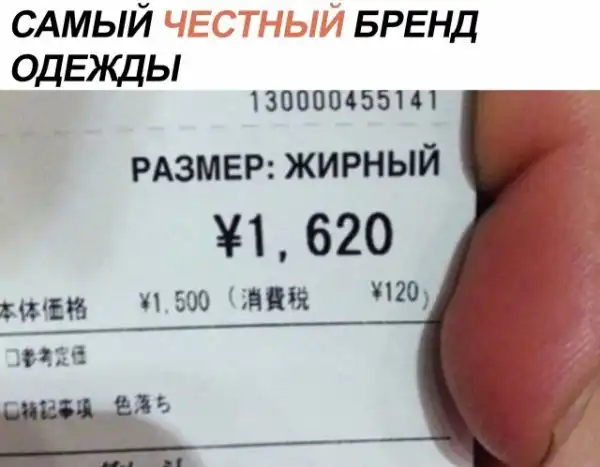 САМЫЙ ЧЕСТНЫЙ БРЕНД
ОДЕЖДЫ
130000455141
РАЗМЕР: ЖИРНЫЙ
¥1,620
本体価格 ¥1,500 (消費税 ¥120)
□参考定価
□特記事項 色落ち